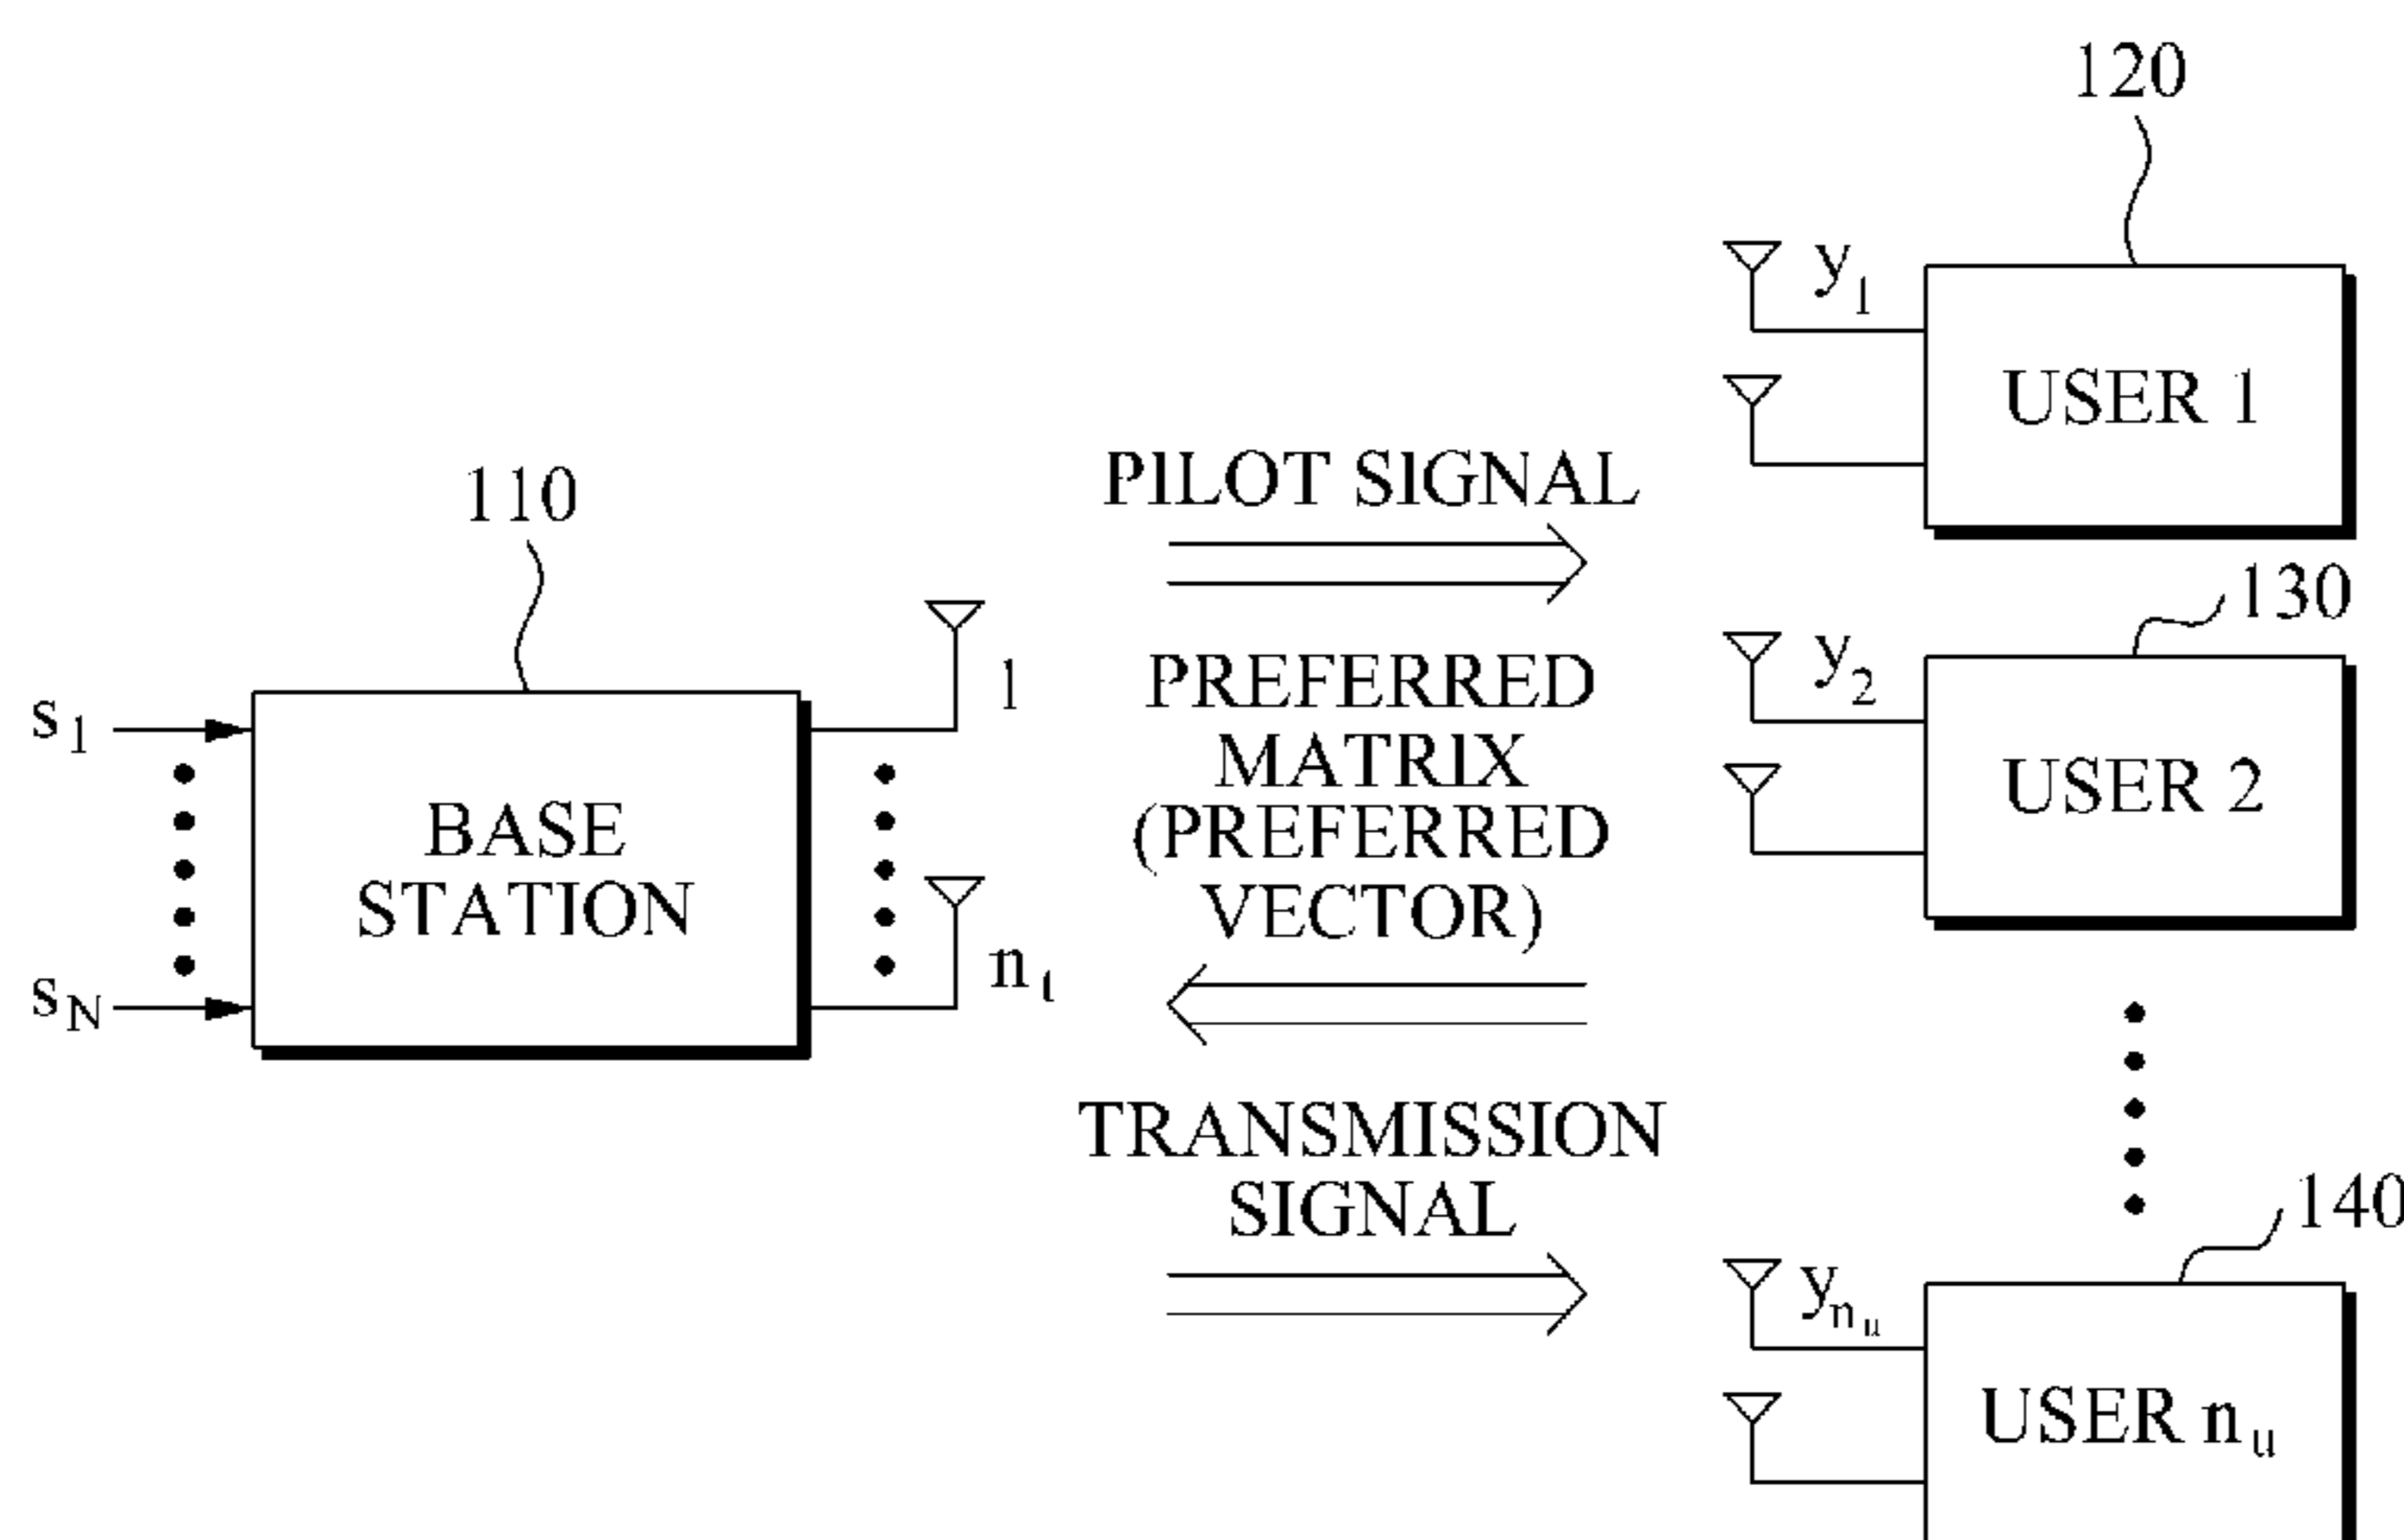 120
y1
USER 1
110
PILOT SIGNAL
130
y2
USER 2
s1
1
PREFERRED
MATRIX
(PREFERRED
VECTOR)
BASE
STATION
sN
nt
TRANSMISSION
SIGNAL
140
ynu
USER nu